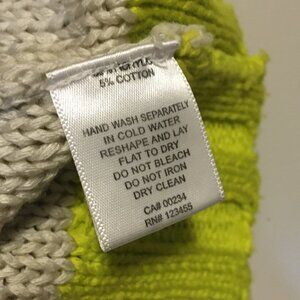 5% COTTON
HAND WASH SEPARATELY
IN COLD WATER
RESHAPE AND LAY
FLAT TO DRY
DO NOT BLEACH
DO NOT IRON
DRY CLEAN
CA# 00234
RN# 123455